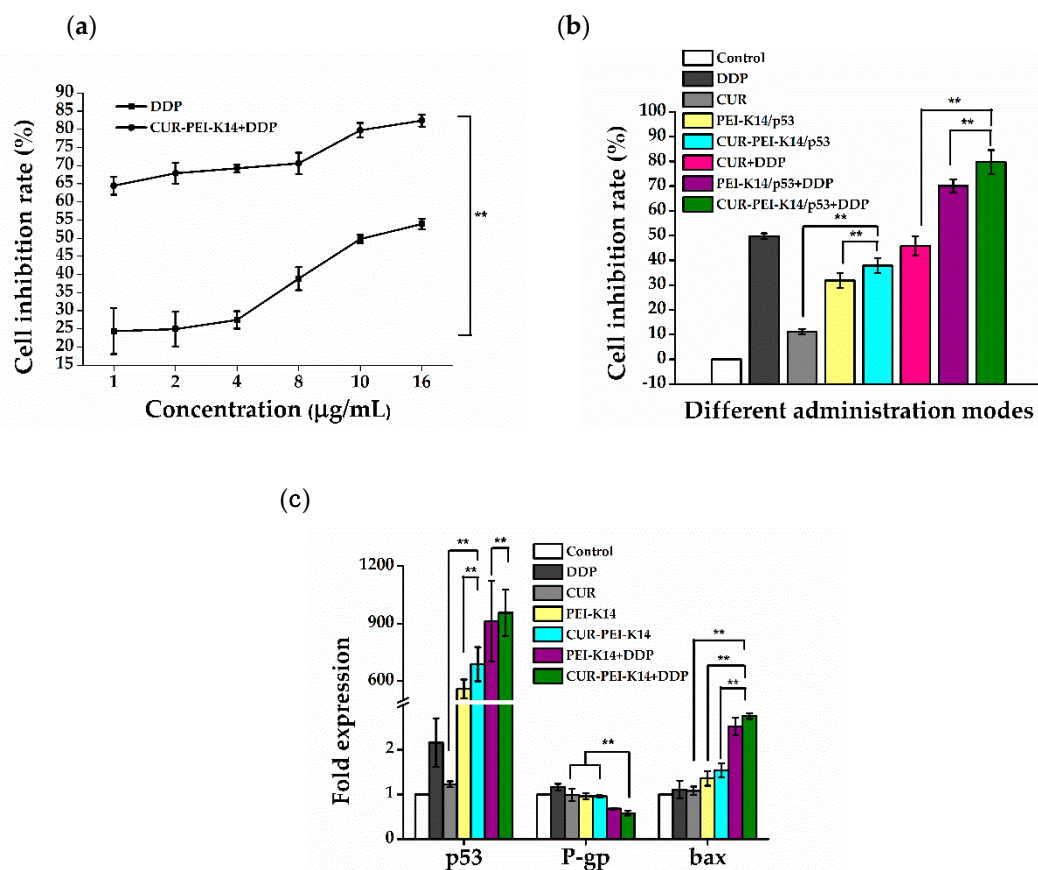 (a)
DDP
CUR-PEI-K14+DDP
Cell inhibition rate (%)
90
85
80
75
70
65
60
55
50
45
40
35
30
25
20
15
**
1 2 4 8 10 16
Concentration (μg/mL)
(b)
Control
DDP
CUR
PEI-K14/p53
CUR-PEI-K14/p53
CUR+DDP
PEI-K14/p53+DDP
CUR-PEI-K14/p53+DDP
Cell inhibition rate (%)
100
90
80
70
60
50
40
30
20
10
0
-10
**
**
**
**
Different administration modes
(c)
Control
DDP
CUR
PEI-K14
CUR-PEI-K14
PEI-K14+DDP
CUR-PEI-K14+DDP
Fold expression
1200
900
600
2
1
0
** **
**
**
**
**
**
p53 P-gp bax